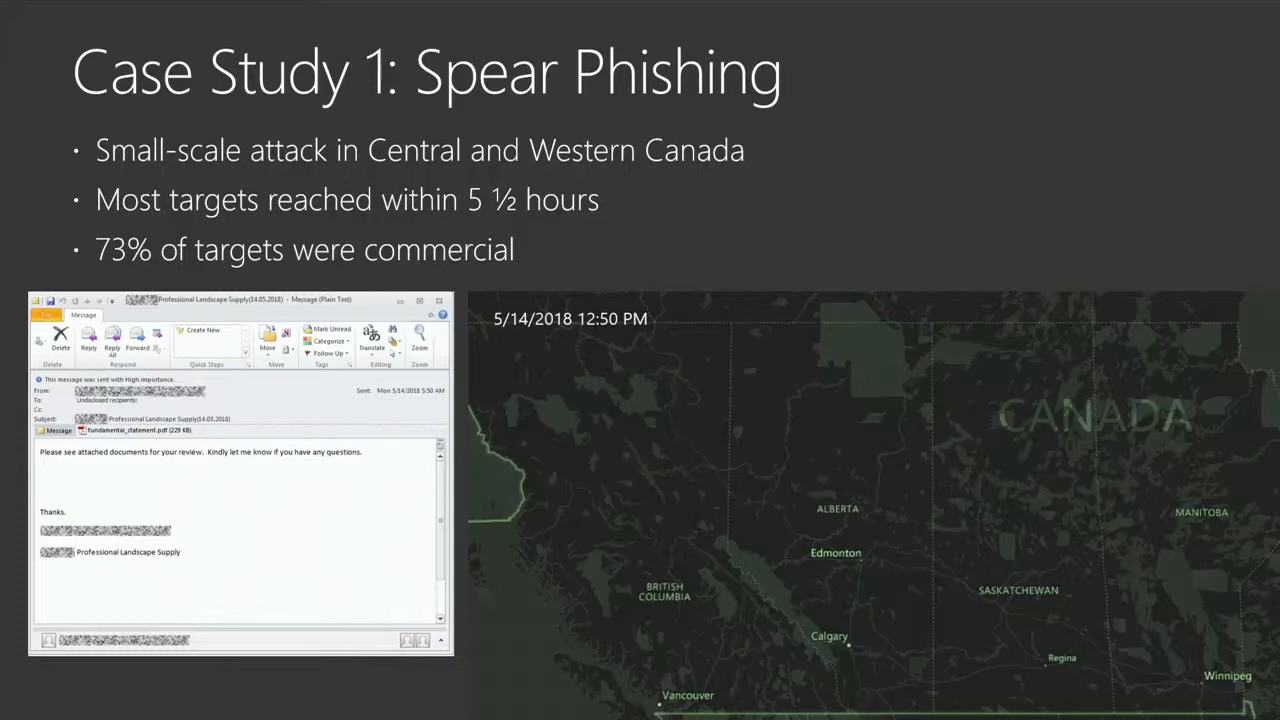 Case Study 1: Spear Phishing
· Small-scale attack in Central and Western Canada
· Most targets reached within 5 ½ hours
· 73% of targets were commercial
Professional Landscape Supply(14.05.2018) - Message (Plain Text)
File
Message
Delete
Reply
Reply All
Forward
Create New
Move
Mark Unread
Categorize
Follow Up
Translate
Zoom
Delete
Respond
Quick Steps
Move
Tags
Editing
Zoom
This message was sent with High importance.
From:
Sent: Mon 5/14/2018 5:50 AM
To: Undisclosed recipients:
Cc:
Subject: Professional Landscape Supply(14.05.2018)
Message fundamental_statement.pdf (229 KB)
Please see attached documents for your review. Kindly let me know if you have any questions.
Thanks.
Professional Landscape Supply
5/14/2018 12:50 PM
CANADA
ALBERTA
MANITOBA
Edmonton
BRITISH
COLUMBIA
SASKATCHEWAN
Calgary
Regina
Winnipeg
Vancouver